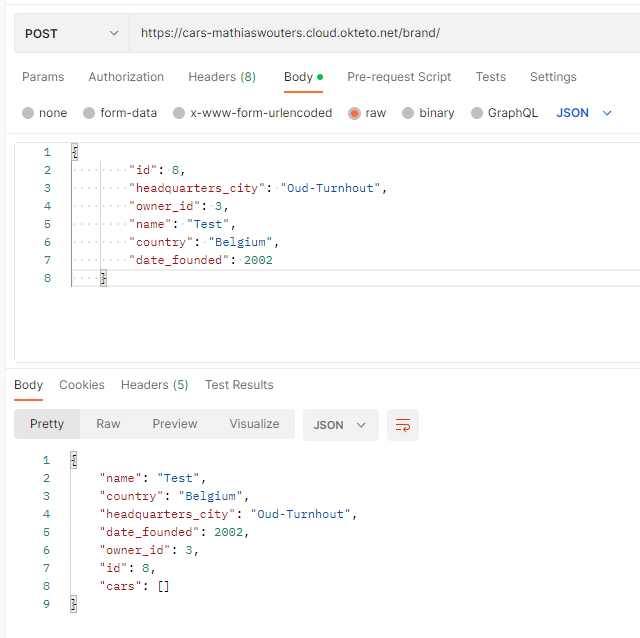 POST https://cars-mathiaswouters.cloud.okteto.net/brand/
Params Authorization Headers (8) Body Pre-request Script Tests Settings
none form-data x-www-form-urlencoded raw binary GraphQL JSON
1 {
2 "id": 8,
3 "headquarters_city": "Oud-Turnhout",
4 "owner_id": 3,
5 "name": "Test",
6 "country": "Belgium",
7 "date_founded": 2002
8 }
Body Cookies Headers (5) Test Results
Pretty Raw Preview Visualize JSON
1 {
2 "name": "Test",
3 "country": "Belgium",
4 "headquarters_city": "Oud-Turnhout",
5 "date_founded": 2002,
6 "owner_id": 3,
7 "id": 8,
8 "cars": []
9 }